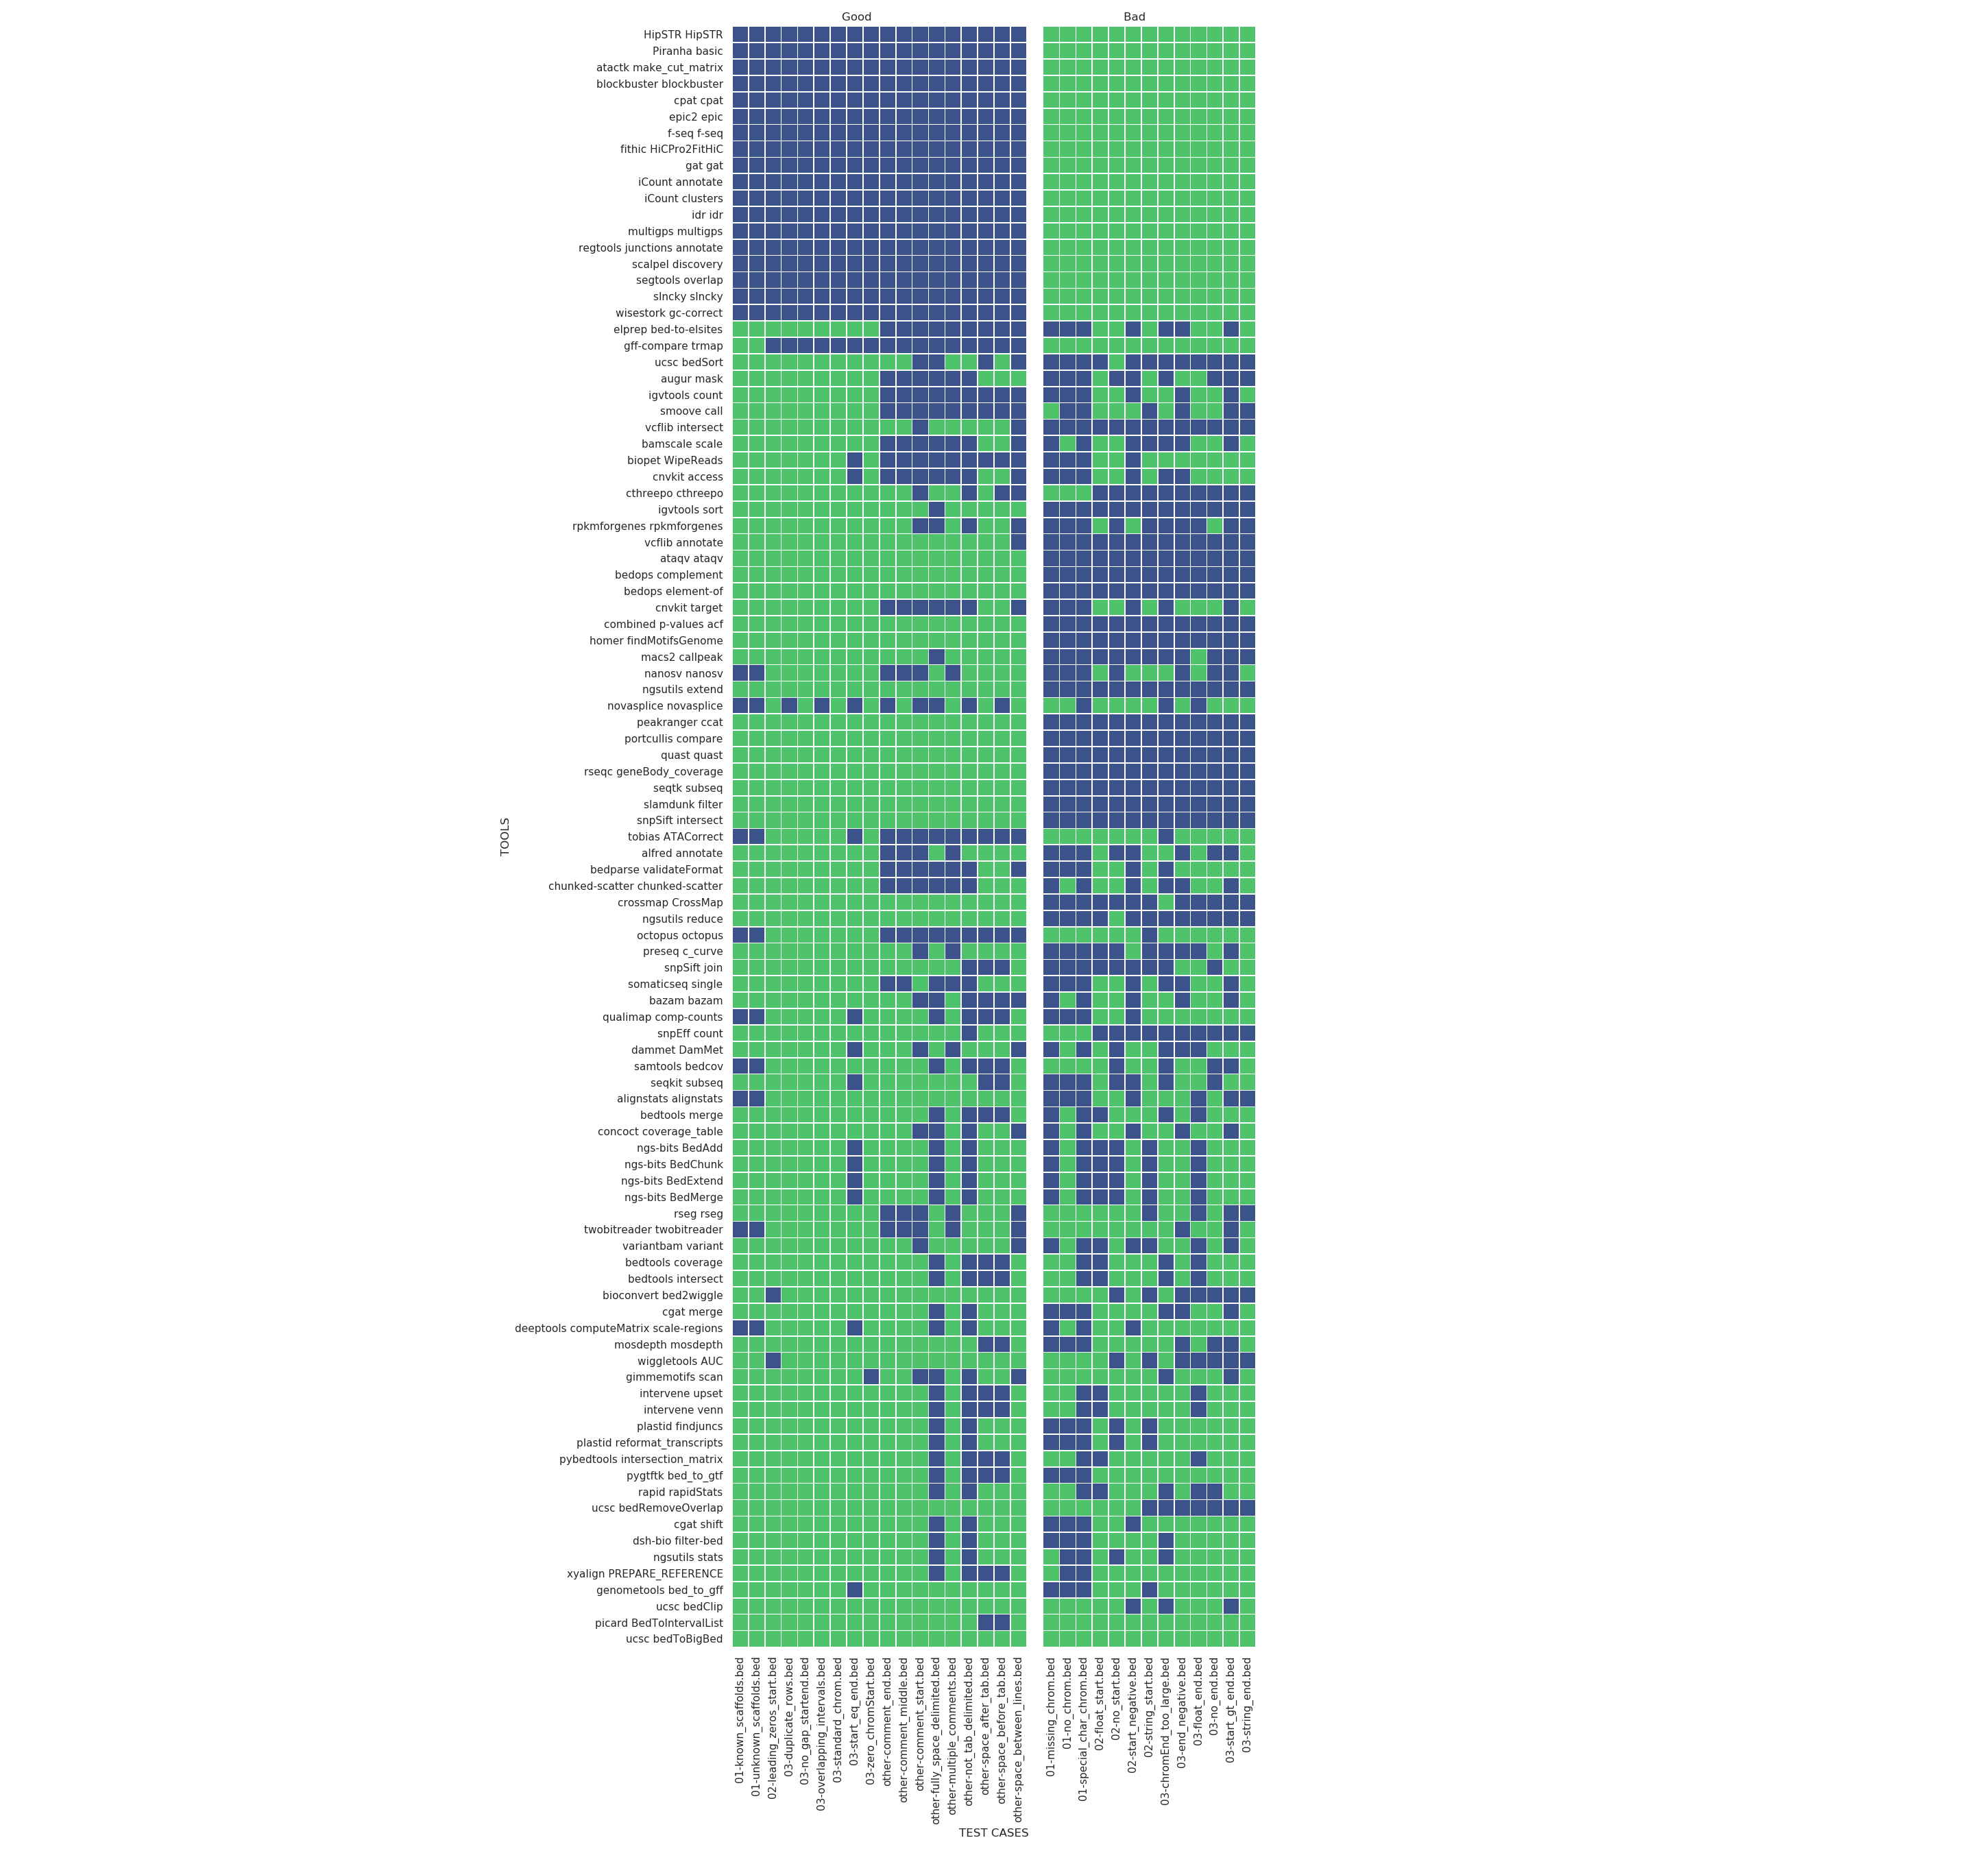 Good
Bad
HipSTR HipSTR
Piranha basic
atactk make_cut_matrix
blockbuster blockbuster
cpat cpat
epic2 epic
f-seq f-seq
fithic HiCPro2FitHiC
gat gat
iCount annotate
iCount clusters
idr idr
multigps multigps
regtools junctions annotate
scalpel discovery
segtools overlap
slncky slncky
wisestork gc-correct
elprep bed-to-elsites
gff-compare trmap
ucsc bedSort
augur mask
igvtools count
smoove call
vcflib intersect
bamscale scale
biopet WipeReads
cnvkit access
cthreepo cthreepo
igvtools sort
rpkmforgenes rpkmforgenes
vcflib annotate
ataqv ataqv
bedops complement
bedops element-of
cnvkit target
combined p-values acf
homer findMotifsGenome
macs2 callpeak
nanosv nanosv
ngsutils extend
novasplice novasplice
peakranger ccat
portcullis compare
quast quast
rseqc geneBody_coverage
seqtk subseq
slamdunk filter
snpSift intersect
TOOLS
tobias ATACorrect
alfred annotate
bedparse validateFormat
chunked-scatter chunked-scatter
crossmap CrossMap
ngsutils reduce
octopus octopus
preseq c_curve
snpSift join
somaticseq single
bazam bazam
qualimap comp-counts
snpEff count
dammet DamMet
samtools bedcov
seqkit subseq
alignstats alignstats
bedtools merge
concoct coverage_table
ngs-bits BedAdd
ngs-bits BedChunk
ngs-bits BedExtend
ngs-bits BedMerge
rseg rseg
twobitreader twobitreader
variantbam variant
bedtools coverage
bedtools intersect
bioconvert bed2wiggle
cgat merge
deeptools computeMatrix scale-regions
mosdepth mosdepth
wiggletools AUC
gimmemotifs scan
intervene upset
intervene venn
plastid findjuncs
plastid reformat_transcripts
pybedtools intersection_matrix
pygtftk bed_to_gtf
rapid rapidStats
ucsc bedRemoveOverlap
cgat shift
dsh-bio filter-bed
ngsutils stats
xyalign PREPARE_REFERENCE
genometools bed_to_gff
ucsc bedClip
picard BedToIntervalList
ucsc bedToBigBed
01-known_scaffolds.bed
01-unknown_scaffolds.bed
02-leading_zeros_start.bed
03-duplicate_rows.bed
03-no_gap_startend.bed
03-overlapping_intervals.bed
03-standard_chrom.bed
03-start_eq_end.bed
03-zero_chromStart.bed
other-comment_end.bed
other-comment_middle.bed
other-comment_start.bed
other-fully_space_delimited.bed
other-multiple_comments.bed
other-not_tab_delimited.bed
other-space_after_tab.bed
other-space_before_tab.bed
other-space_between_lines.bed
01-missing_chrom.bed
01-no_chrom.bed
01-special_char_chrom.bed
02-float_start.bed
02-no_start.bed
02-start_negative.bed
02-string_start.bed
03-chromEnd_too_large.bed
03-end_negative.bed
03-float_end.bed
03-no_end.bed
03-start_gt_end.bed
03-string_end.bed
TEST CASES